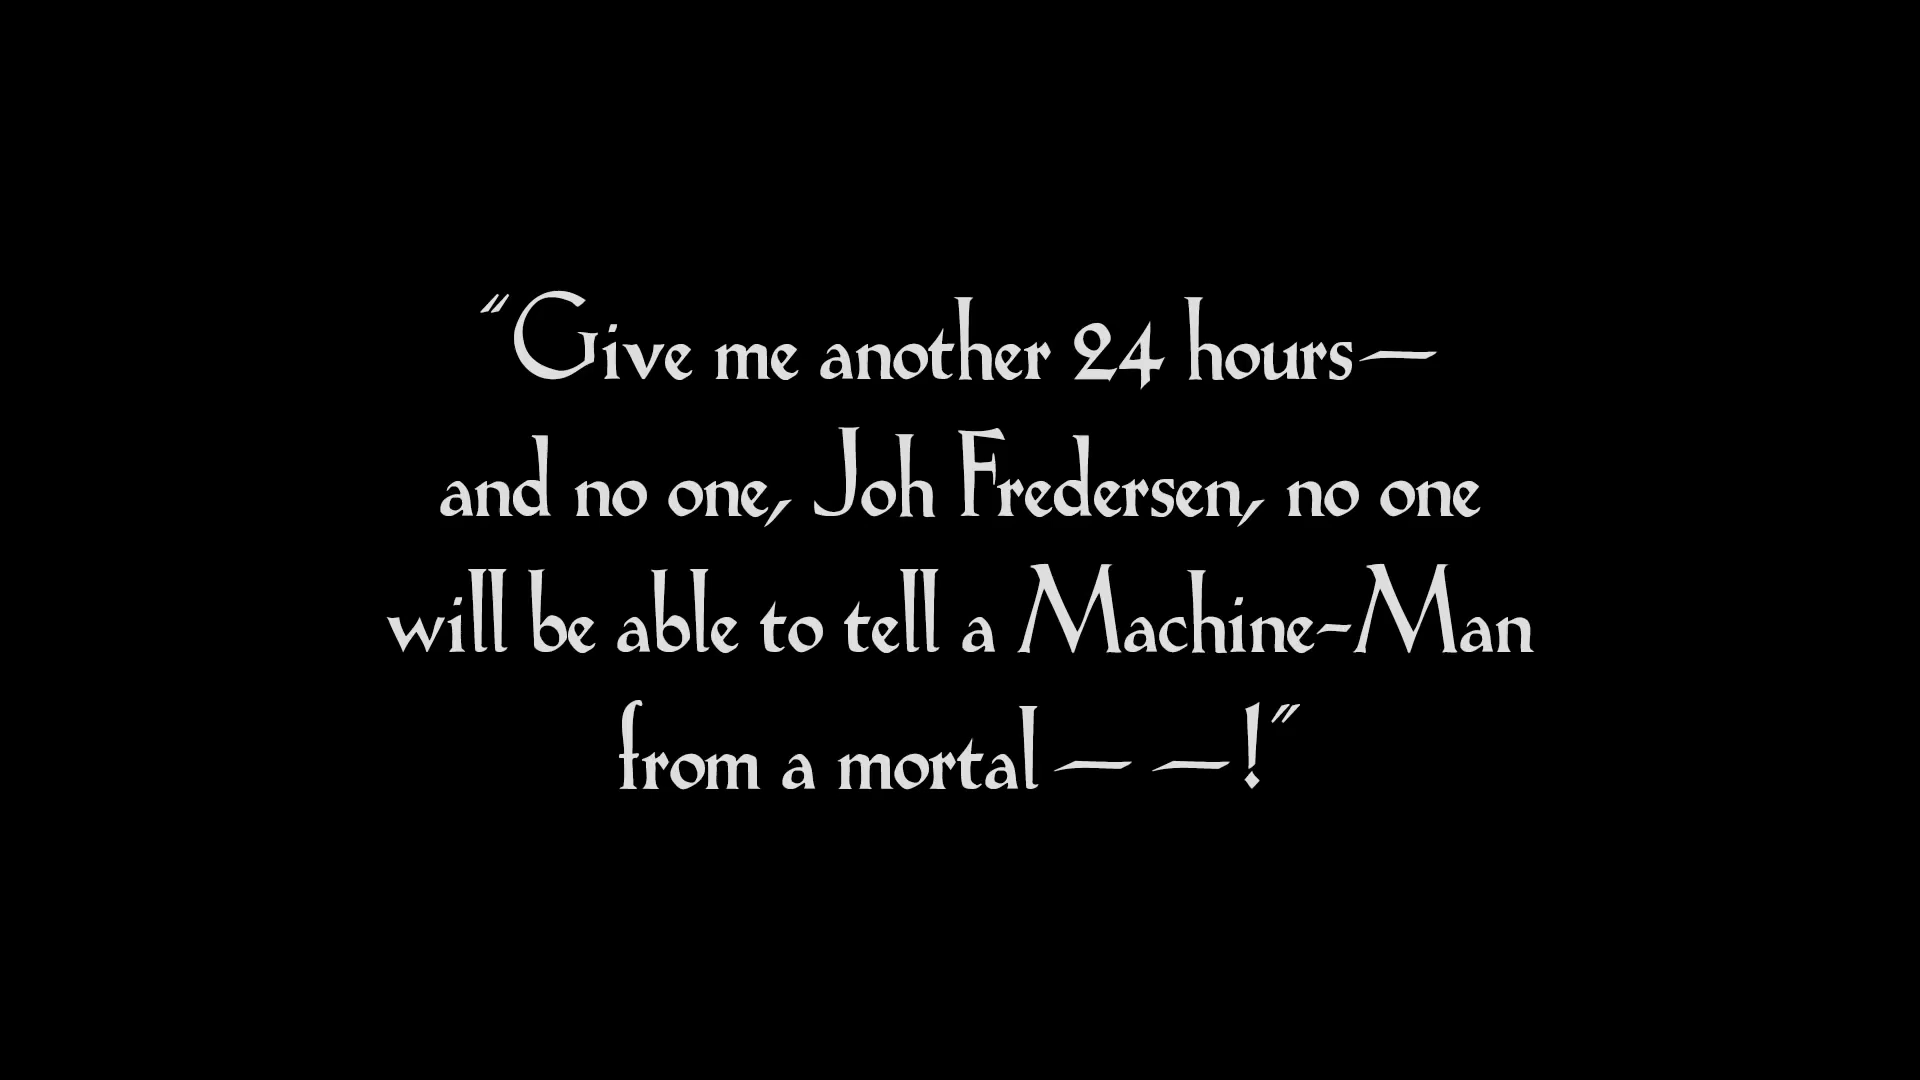 “Give me another 24 hours—
and no one, Joh Fredersen, no one
will be able to tell a Machine-Man
from a mortal — —!”